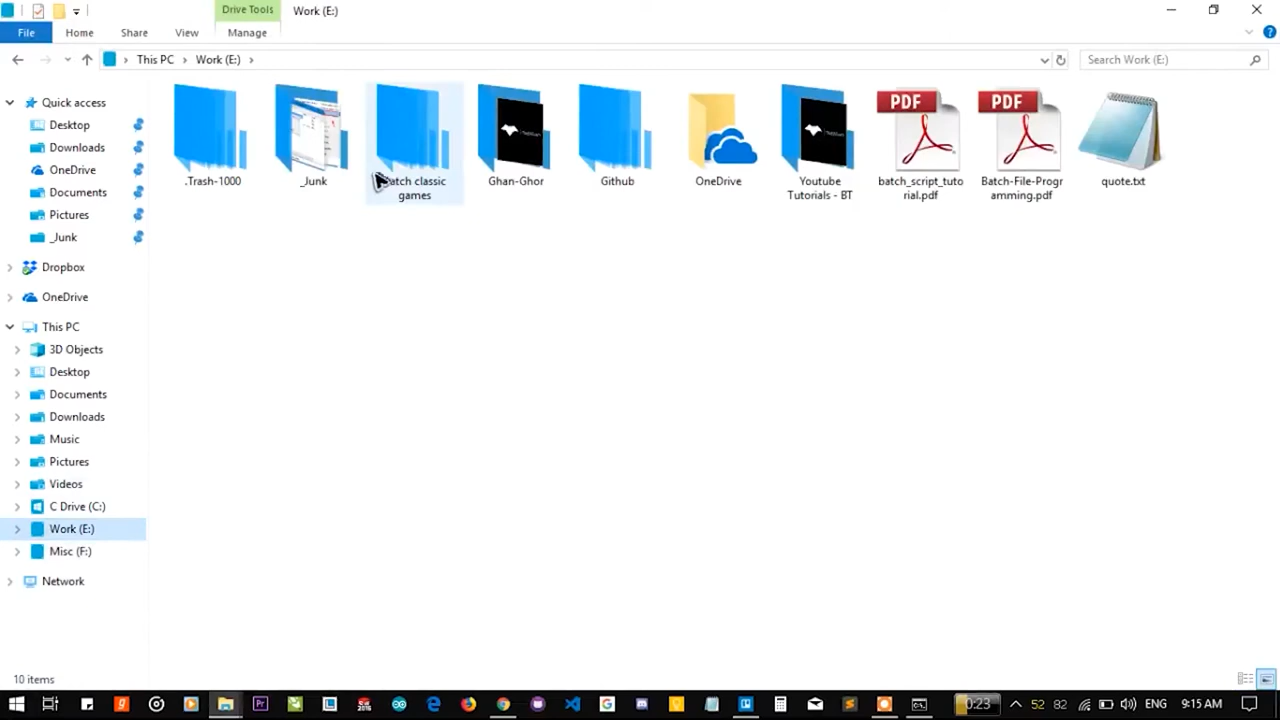 Drive Tools
Work (E:)
File
Home
Share
View
Manage
This PC
Work (E:)
Search Work (E:)
Quick access
Desktop
Downloads
OneDrive
Documents
Pictures
_Junk
Dropbox
OneDrive
This PC
3D Objects
Desktop
Documents
Downloads
Music
Pictures
Videos
C Drive (C:)
Work (E:)
Misc (F:)
Network
.Trash-1000
_Junk
classic
games
Ghan-Ghor
Github
OneDrive
Youtube
Tutorials - BT
PDF
batch_script_tuto
rial.pdf
PDF
Batch-File-Progr
amming.pdf
quote.txt
10 items
Pr
2016
0:23
52
82
ENG
9:15 AM